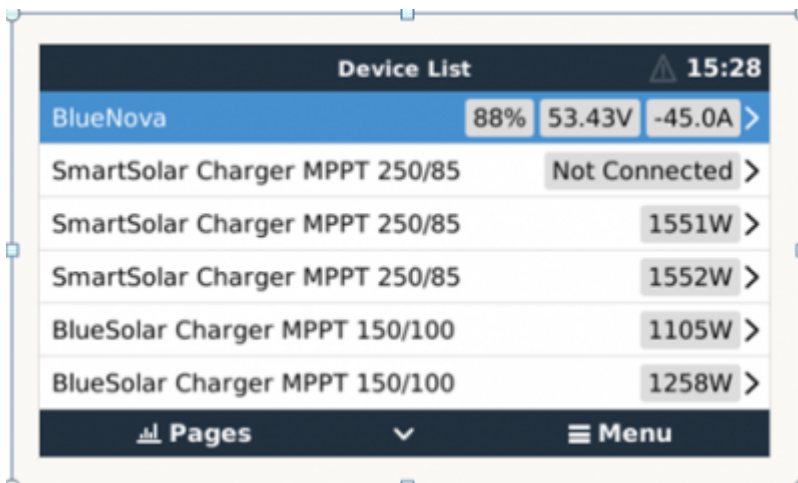 Device List 15:28
BlueNova 88% 53.43V -45.0A
SmartSolar Charger MPPT 250/85 Not Connected
SmartSolar Charger MPPT 250/85 1551W
SmartSolar Charger MPPT 250/85 1552W
BlueSolar Charger MPPT 150/100 1105W
BlueSolar Charger MPPT 150/100 1258W
Pages Menu